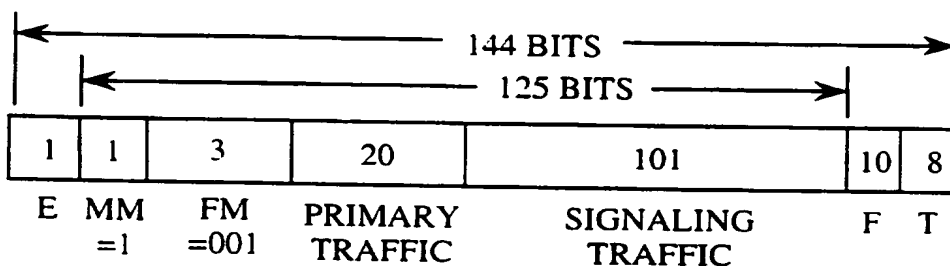 144 BITS
125 BITS
1 1 3 20 101 10 8
E MM FM PRIMARY SIGNALING F T
=1 =001 TRAFFIC TRAFFIC